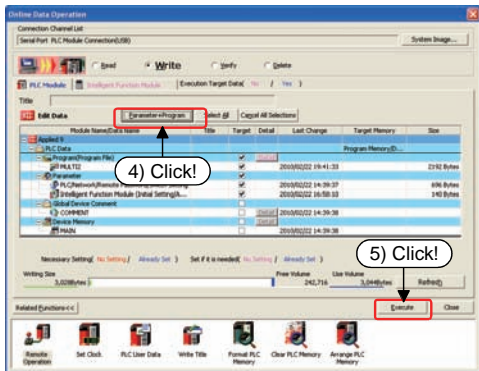 Online Data Operation
Connection Channel List
Serial Port PLC Module Connection(USB)
System Image...
Read
Write
Verify
Delete
PLC Module
Intelligent Function Module
Execution Target Data( No / Yes )
Title
Edit Data
Parameter+Program
Select All
Cancel All Selections
Module Name/Data Name Title Target Detail Last Change Target Memory Size
PLC Data Program Memory/D...
Program(Program File)
MULTI2 2010/02/22 19:41:33 2192 Bytes
Parameter
PLC/Network/Remote Password/Switch Setting 2010/02/22 14:39:37 696 Bytes
Intelligent Function Module (Initial Setting/A... 2010/02/22 16:58:10 140 Bytes
Global Device Comment
COMMENT Detail 2010/02/22 14:39:38
Device Memory
MAIN Detail 2010/02/22 14:39:38
4) Click!
5) Click!
Necessary Setting( No Setting / Already Set ) Set if it is needed( No Setting / Already Set )
Writing Size
3,028Bytes
Free Volume
242,716
Use Volume
3,044Bytes
Refresh
Related Functions<<
Execute
Close
Remote Operation
Set Clock
PLC User Data
Write Title
Format PLC Memory
Clear PLC Memory
Arrange PLC Memory